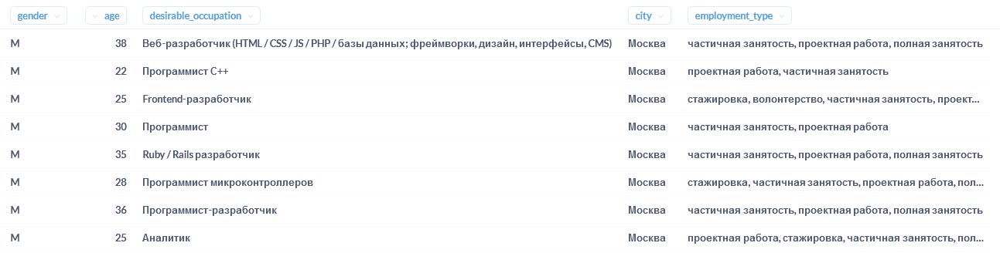 gender age desirable_occupation city employment_type
M 38 Веб-разработчик (HTML / CSS / JS / PHP / базы данных; фреймворки, дизайн, интерфейсы, CMS) Москва частичная занятость, проектная работа, полная занятость
M 22 Программист C++ Москва проектная работа, частичная занятость
M 25 Frontend-разработчик Москва стажировка, волонтерство, частичная занятость, проект...
M 30 Программист Москва частичная занятость, проектная работа
M 35 Ruby / Rails разработчик Москва частичная занятость, проектная работа, полная занятость
M 28 Программист микроконтроллеров Москва стажировка, частичная занятость, проектная работа, пол...
M 36 Программист-разработчик Москва частичная занятость, проектная работа, полная занятость
M 25 Аналитик Москва проектная работа, стажировка, частичная занятость, пол...